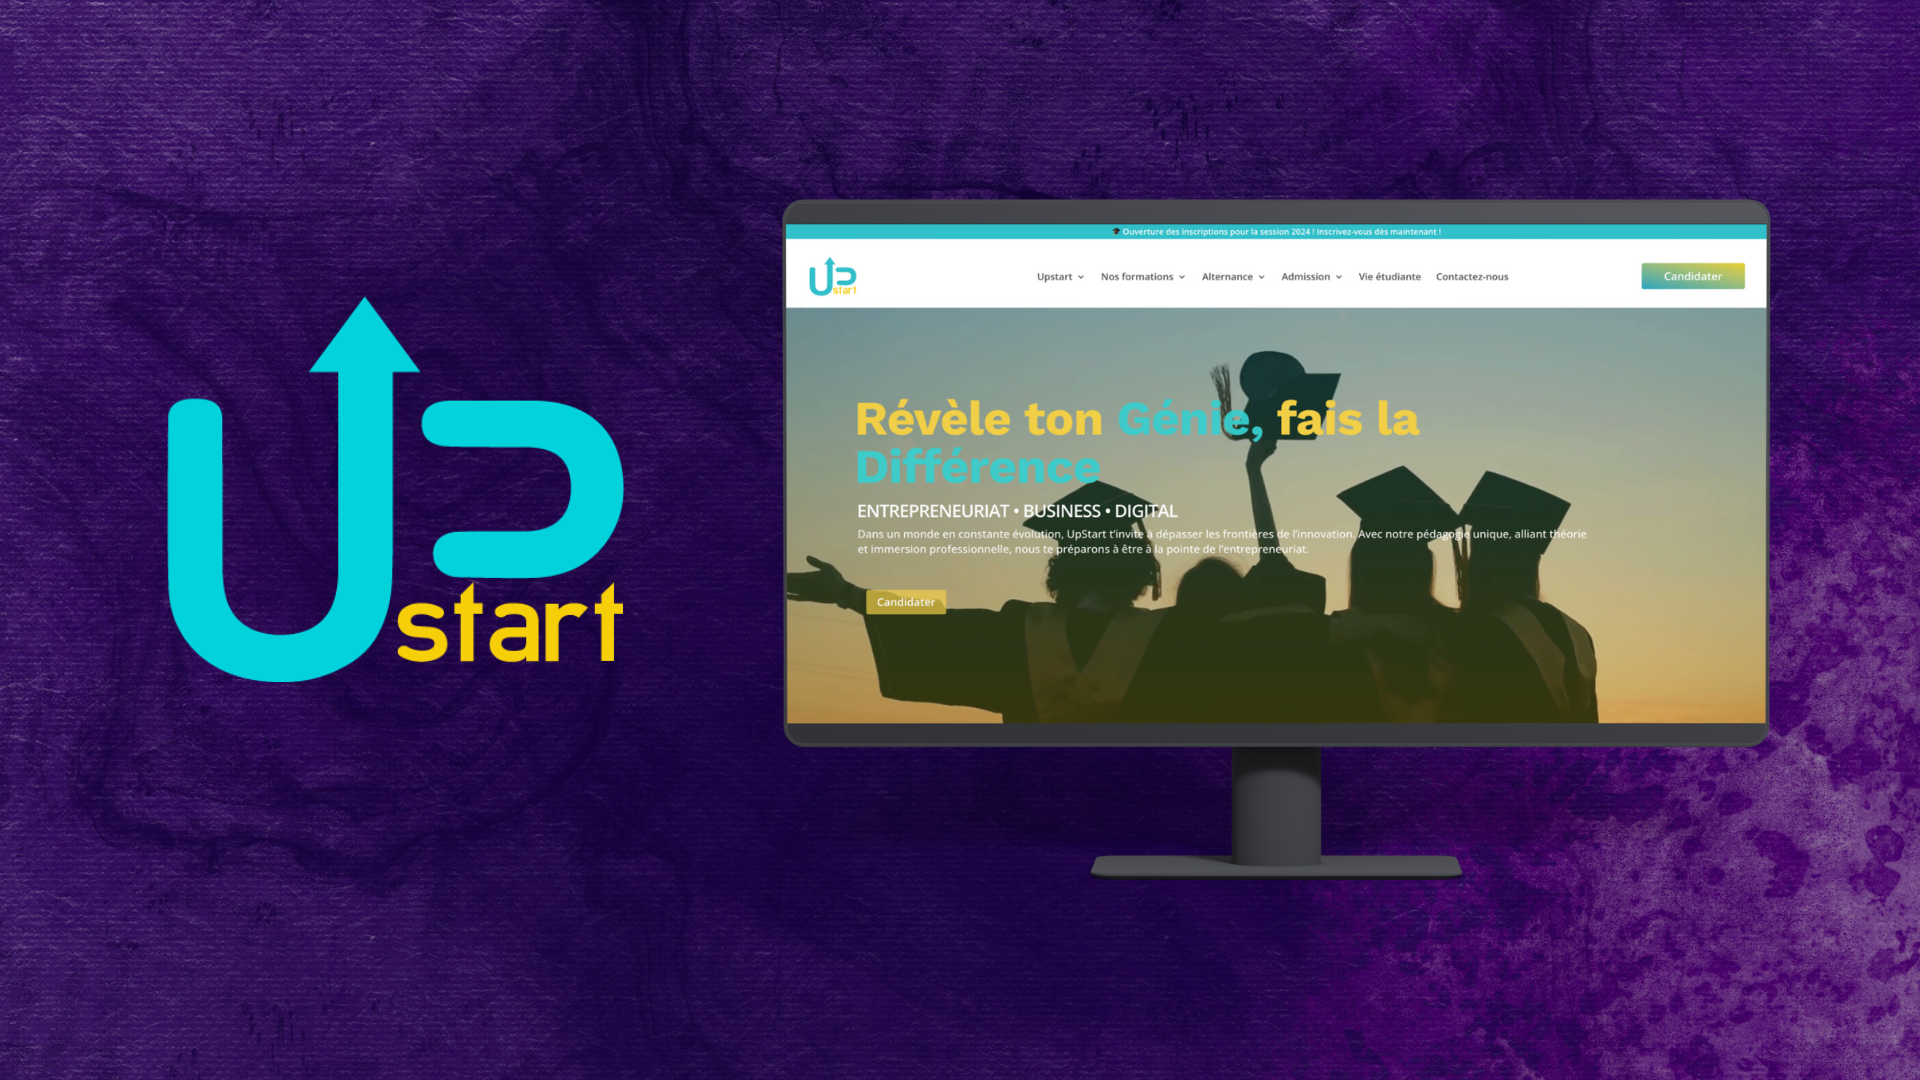 UP
start
🎓 Ouverture des inscriptions pour la session 2024 ! Inscrivez-vous dès maintenant !
UP
start
Upstart
Nos formations
Alternance
Admission
Vie étudiante
Contactez-nous
Candidater
Révèle ton Génie, fais la
Différence
ENTREPRENEURIAT • BUSINESS • DIGITAL
Dans un monde en constante évolution, UpStart t'invite à dépasser les frontières de l'innovation. Avec notre pédagogie unique, alliant théorie
et immersion professionnelle, nous te préparons à être à la pointe de l'entrepreneuriat.
Candidater